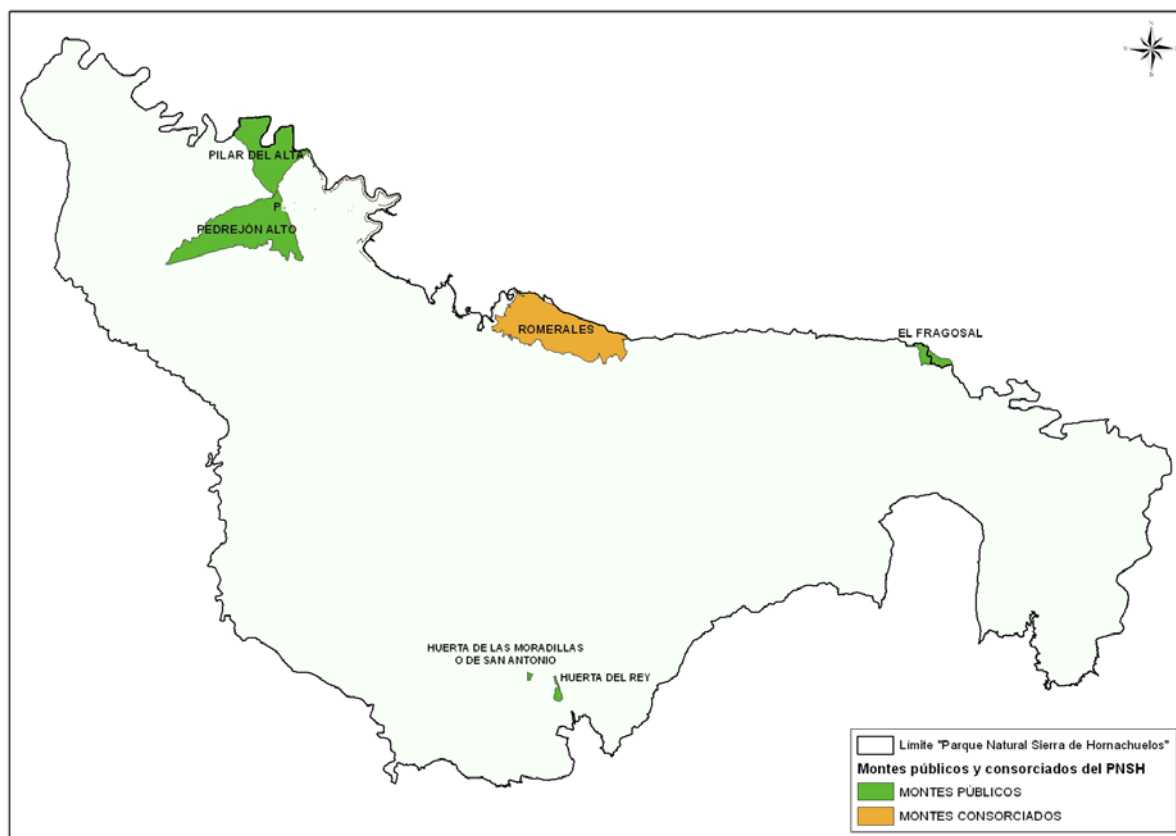 PILAR DEL ALTA
P
PEDREJÓN ALTO
ROMERALES
EL FRAGOSAL
HUERTA DE LAS MORADILLAS
O DE SAN ANTONIO
HUERTA DEL REY
Límite "Parque Natural Sierra de Hornachuelos"
Montes públicos y consorciados del PNSH
MONTES PÚBLICOS
MONTES CONSORCIADOS